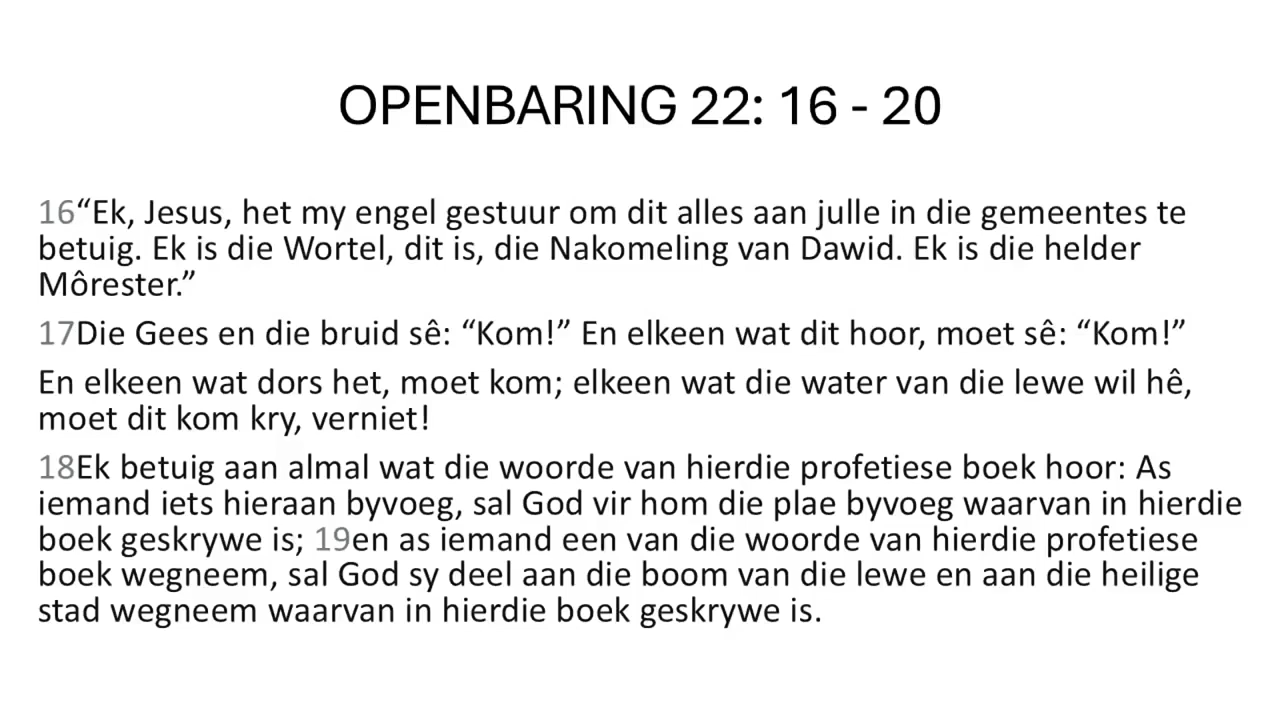 OPENBARING 22: 16 - 20
16“Ek, Jesus, het my engel gestuur om dit alles aan julle in die gemeentes te
betuig. Ek is die Wortel, dit is, die Nakomeling van Dawid. Ek is die helder
Môrester.”
17Die Gees en die bruid sê: “Kom!” En elkeen wat dit hoor, moet sê: “Kom!”
En elkeen wat dors het, moet kom; elkeen wat die water van die lewe wil hê,
moet dit kom kry, verniet!
18Ek betuig aan almal wat die woorde van hierdie profetiese boek hoor: As
iemand iets hieraan byvoeg, sal God vir hom die plae byvoeg waarvan in hierdie
boek geskrywe is; 19en as iemand een van die woorde van hierdie profetiese
boek wegneem, sal God sy deel aan die boom van die lewe en aan die heilige
stad wegneem waarvan in hierdie boek geskrywe is.